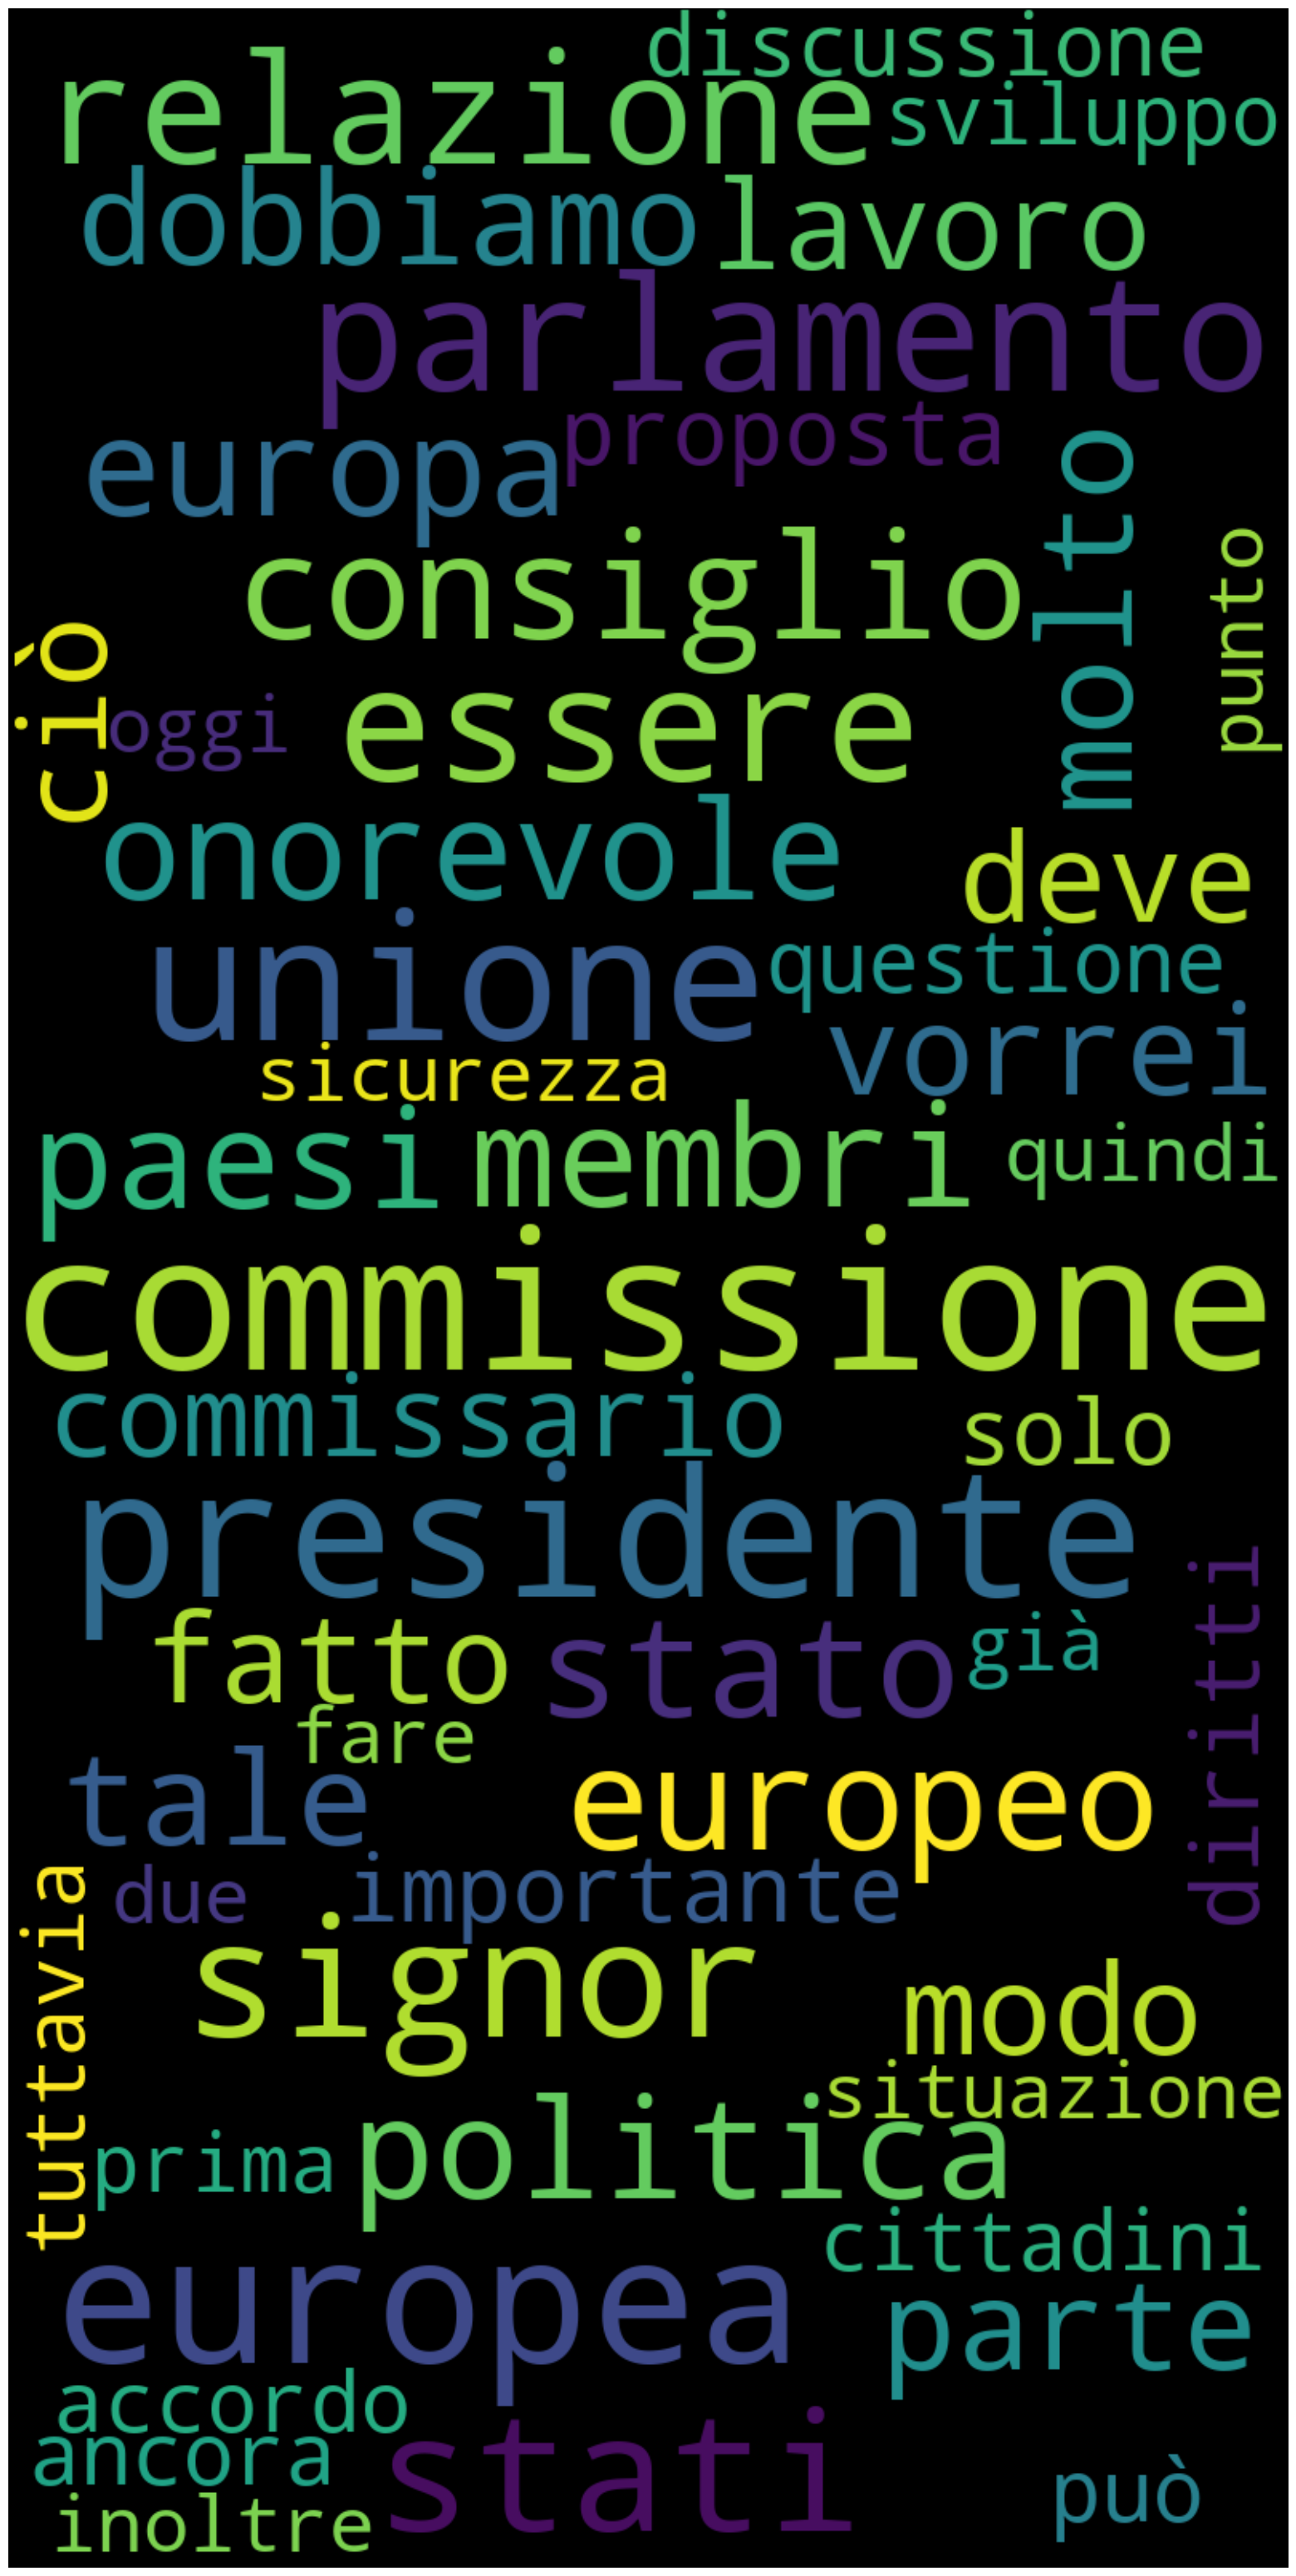 discussione
relazione
sviluppo
dobbiamo
lavoro
parlamento
proposta
europa
molto
consiglio
punto
ciò
oggi
essere
onorevole
deve
unione
questione
vorrei
sicurezza
paesi
membri
quindi
commissione
commissario
solo
presidente
diritti
fatto
stato
già
fare
tale
europeo
due
importante
tuttavia
signor
modo
situazione
prima
politica
cittadini
europea
parte
accordo
ancora
stati
può
inoltre